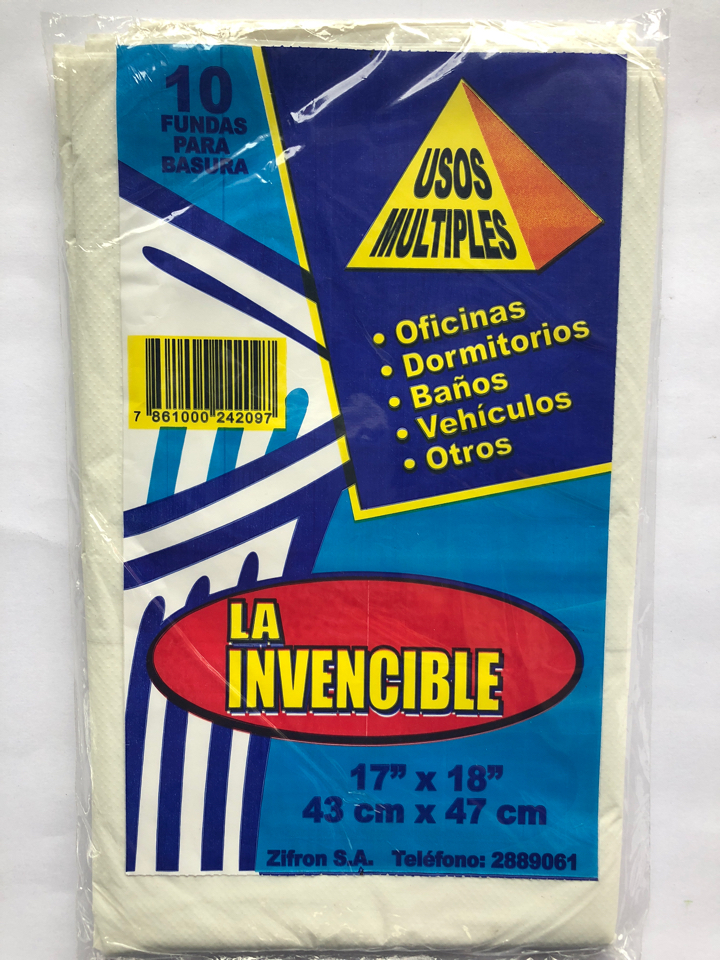 10
FUNDAS
PARA
BASURA
USOS
MULTIPLES
• Oficinas
• Dormitorios
• Baños
• Vehículos
• Otros
7 861000 242097
LA
INVENCIBLE
17” x 18”
43 cm x 47 cm
Zifron S.A. Teléfono: 2889061